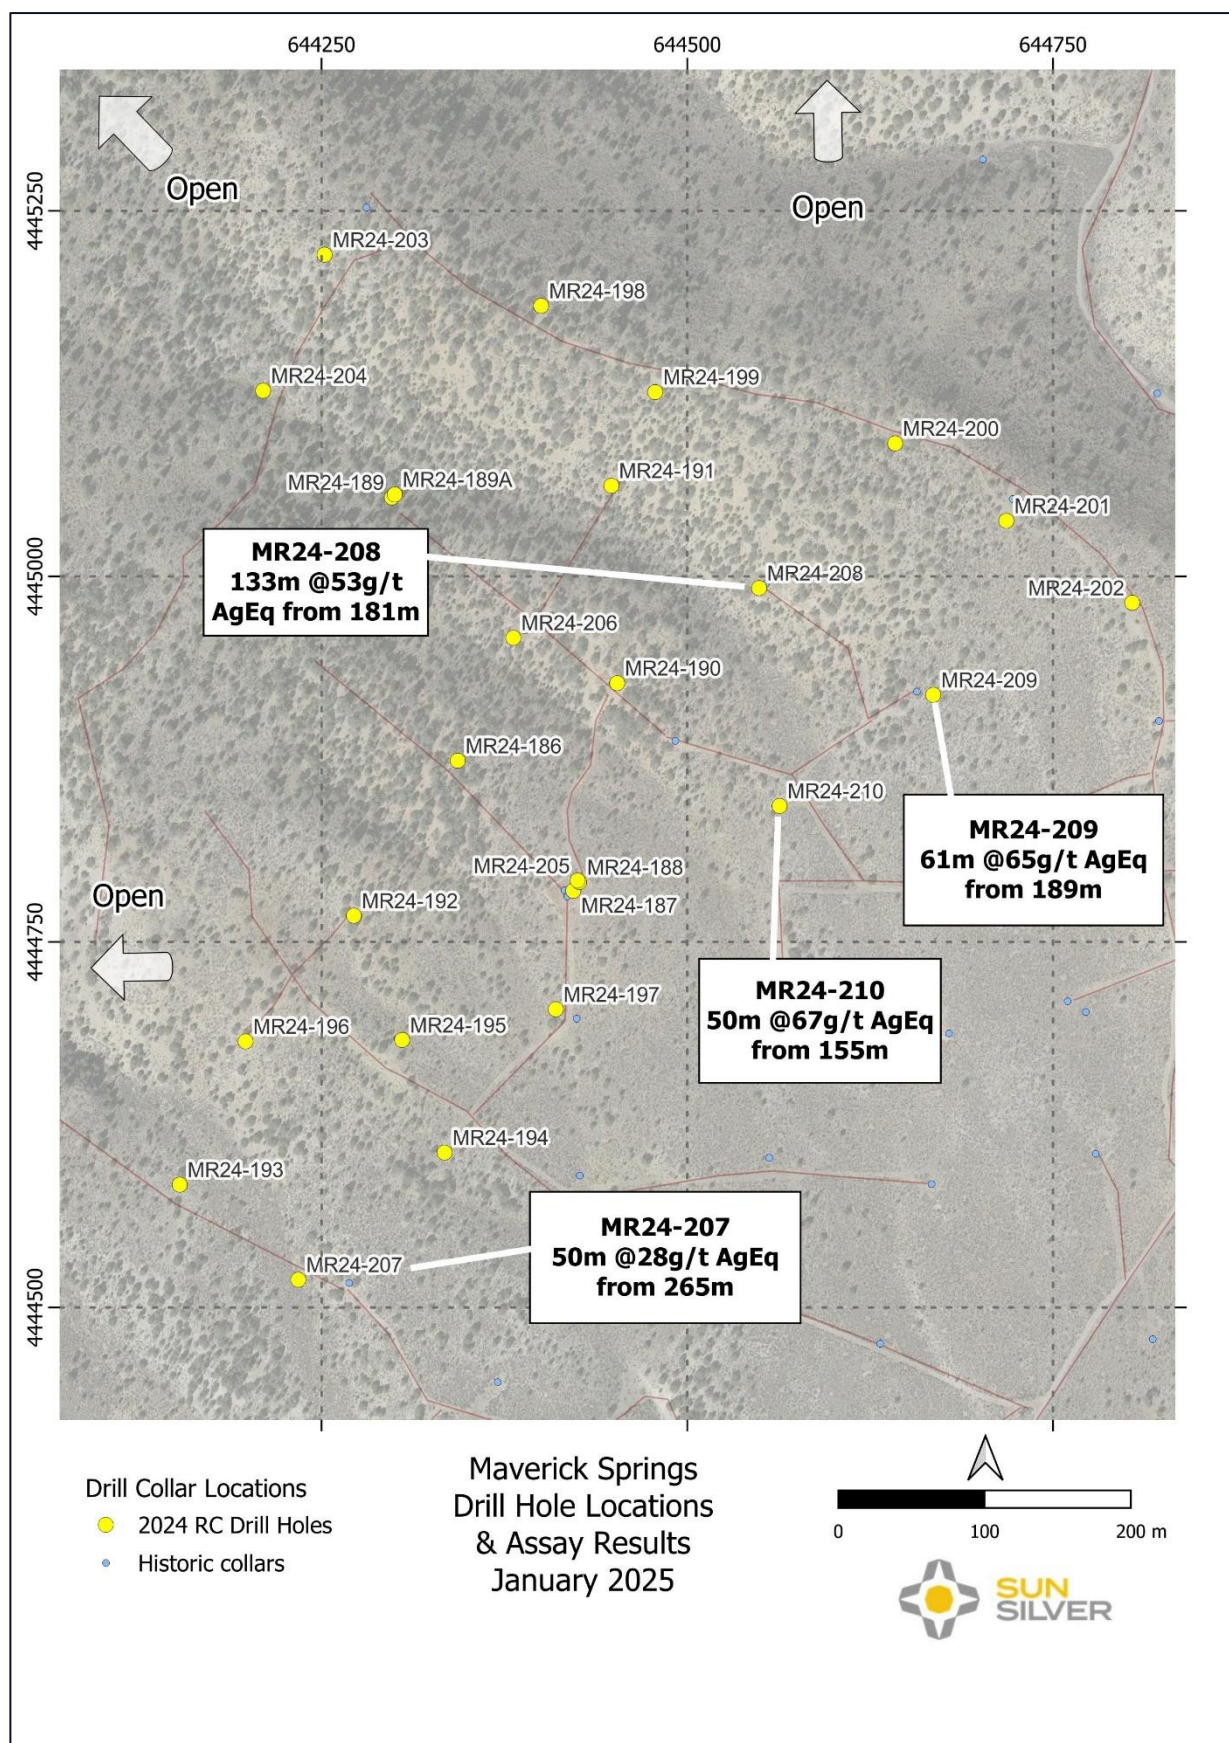 644250
644500
644750
4445250
4445000
4444750
4444500
Open
Open
MR24-203
MR24-198
MR24-204
MR24-199
MR24-200
MR24-191
MR24-189
MR24-189A
MR24-201
MR24-208
133m @53g/t
AgEq from 181m
MR24-208
MR24-202
MR24-206
MR24-190
MR24-209
MR24-186
MR24-210
MR24-209
61m @65g/t AgEq
from 189m
MR24-205
MR24-188
MR24-187
Open
MR24-192
MR24-210
50m @67g/t AgEq
from 155m
MR24-197
MR24-196
MR24-195
MR24-194
MR24-193
MR24-207
50m @28g/t AgEq
from 265m
MR24-207
Drill Collar Locations
2024 RC Drill Holes
Historic collars
Maverick Springs
Drill Hole Locations
& Assay Results
January 2025
0
100
200 m
SUN
SILVER